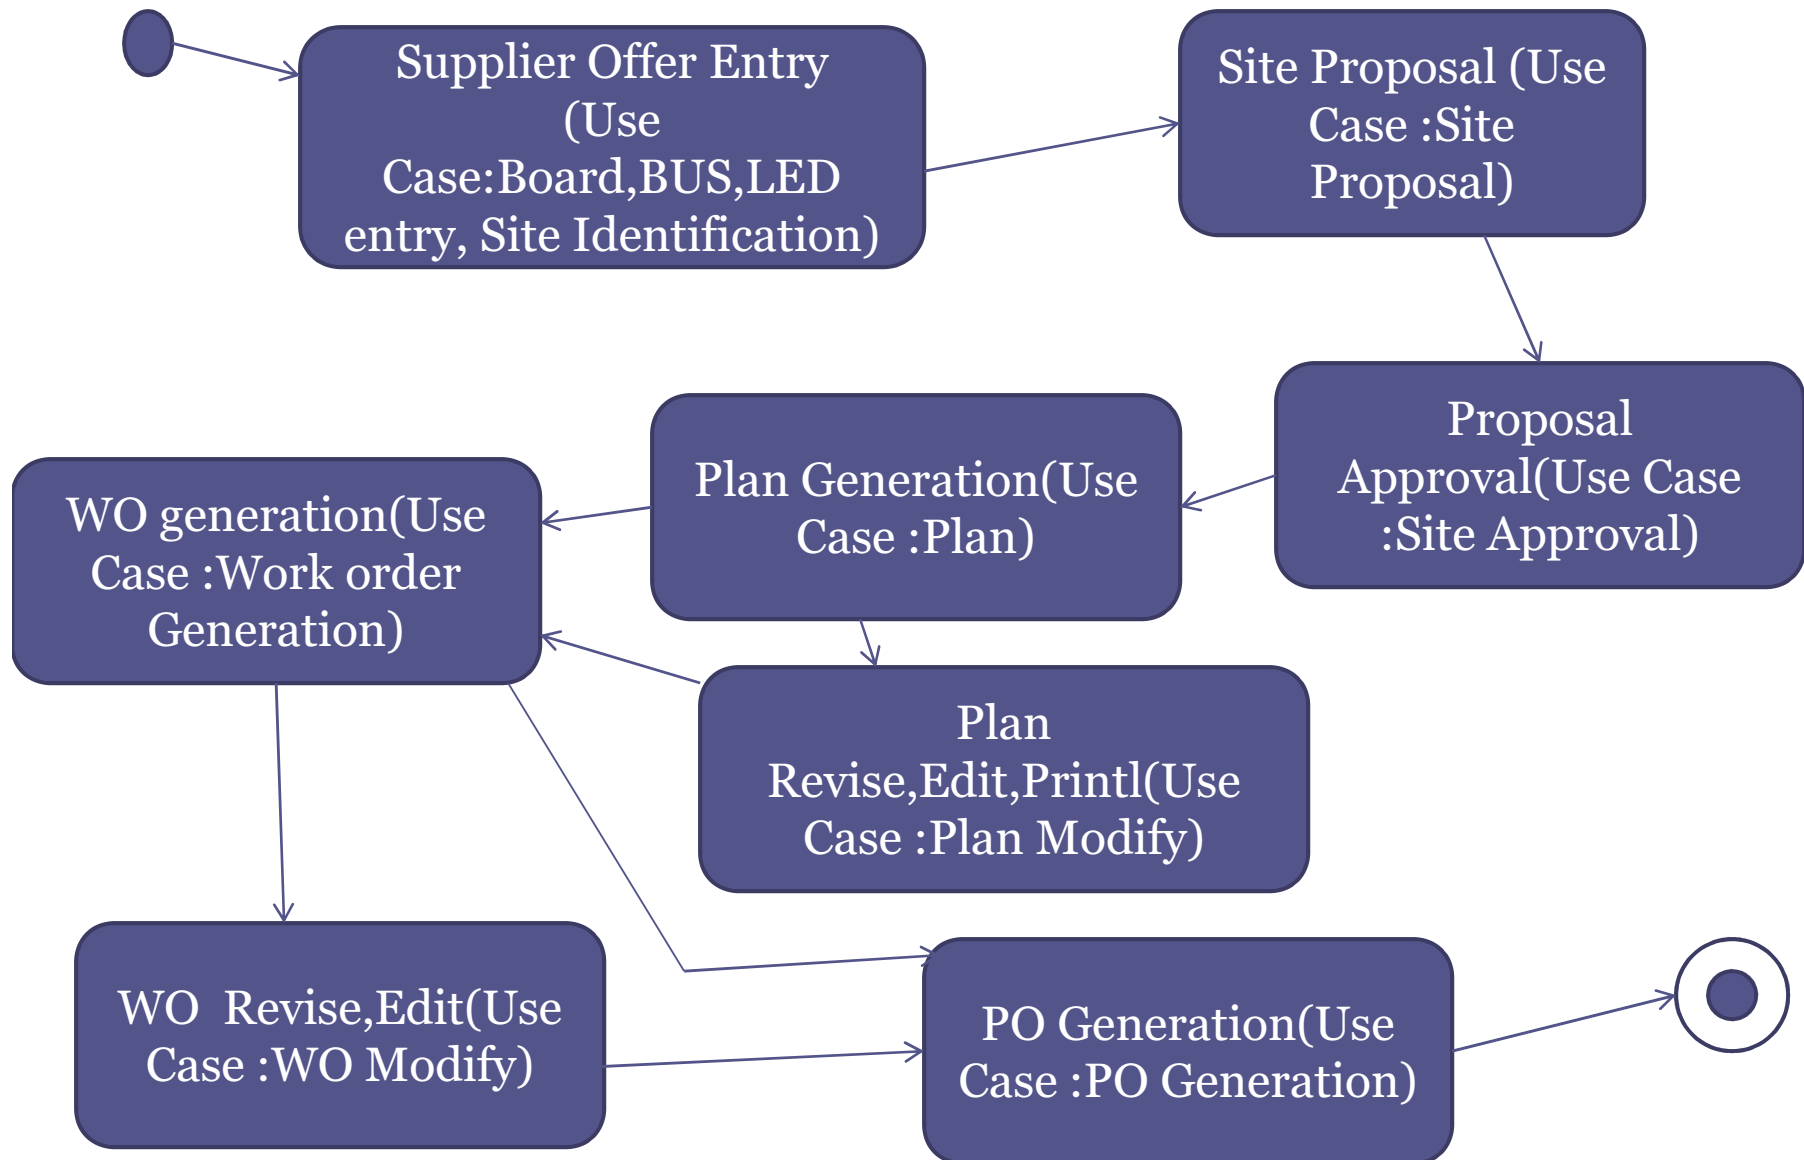 Supplier Offer Entry
(Use
Case:Board,BUS,LED
entry, Site Identification)
Site Proposal (Use
Case :Site
Proposal)
Proposal
Approval(Use Case
:Site Approval)
Plan Generation(Use
Case :Plan)
WO generation(Use
Case :Work order
Generation)
Plan
Revise,Edit,Printl(Use
Case :Plan Modify)
WO  Revise,Edit(Use
Case :WO Modify)
PO Generation(Use
Case :PO Generation)